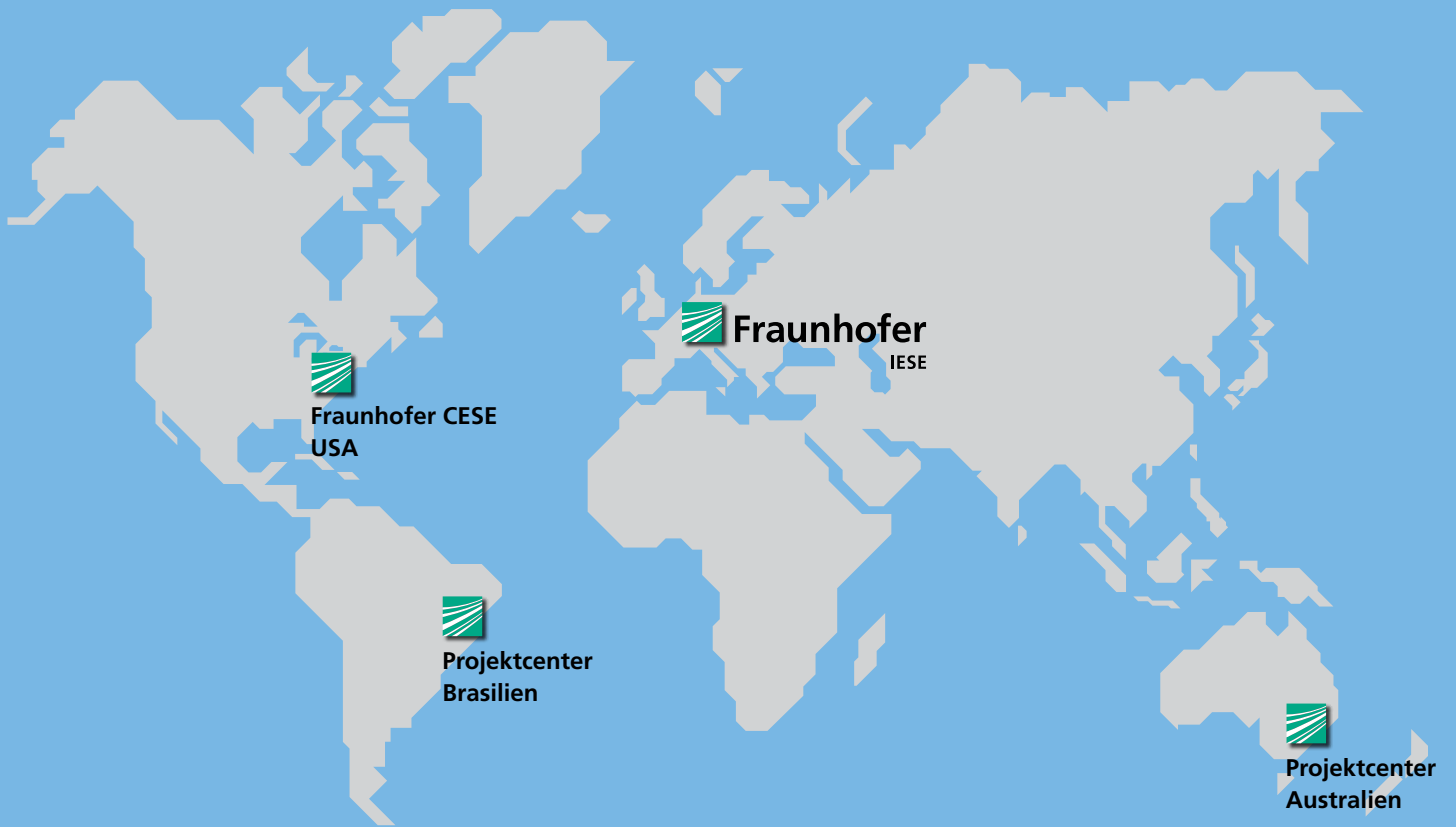 Fraunhofer
IESE
Fraunhofer CESE
USA
Projektcenter
Brasilien
Projektcenter
Australien